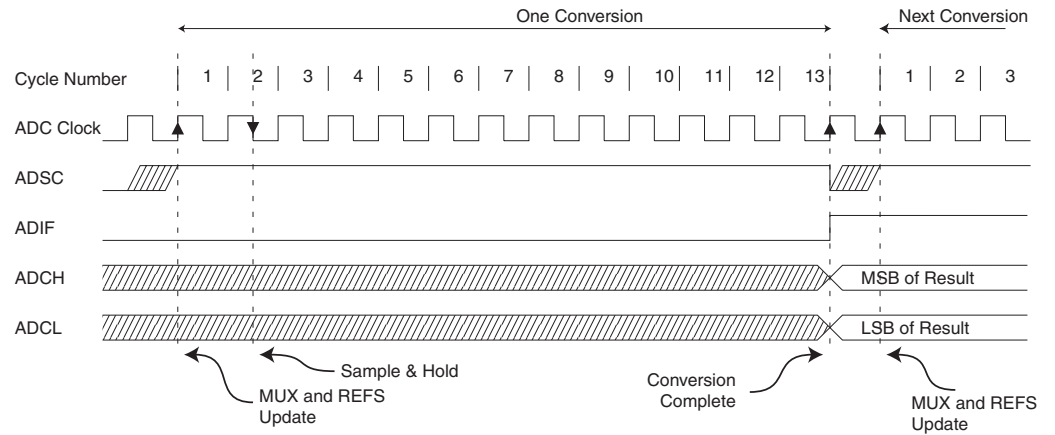 One Conversion Next Conversion
Cycle Number 1 2 3 4 5 6 7 8 9 10 11 12 13 1 2 3
ADC Clock
ADSC
ADIF
ADCH MSB of Result
ADCL LSB of Result
Sample & Hold
MUX and REFS
Update
Conversion
Complete
MUX and REFS
Update